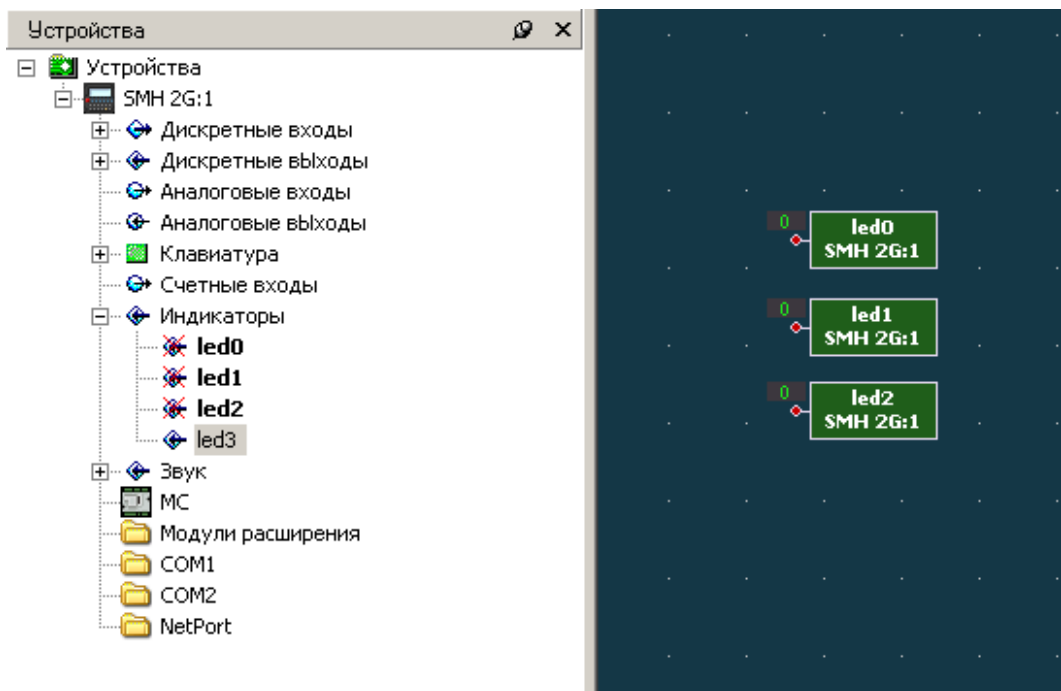 Устройства
Устройства
SMH 2G:1
Дискретные входы
Дискретные вЫходы
Аналоговые входы
Аналоговые вЫходы
Клавиатура
Счетные входы
Индикаторы
led0
led1
led2
led3
Звук
MC
Модули расширения
COM1
COM2
NetPort
0
led0
SMH 2G:1
0
led1
SMH 2G:1
0
led2
SMH 2G:1